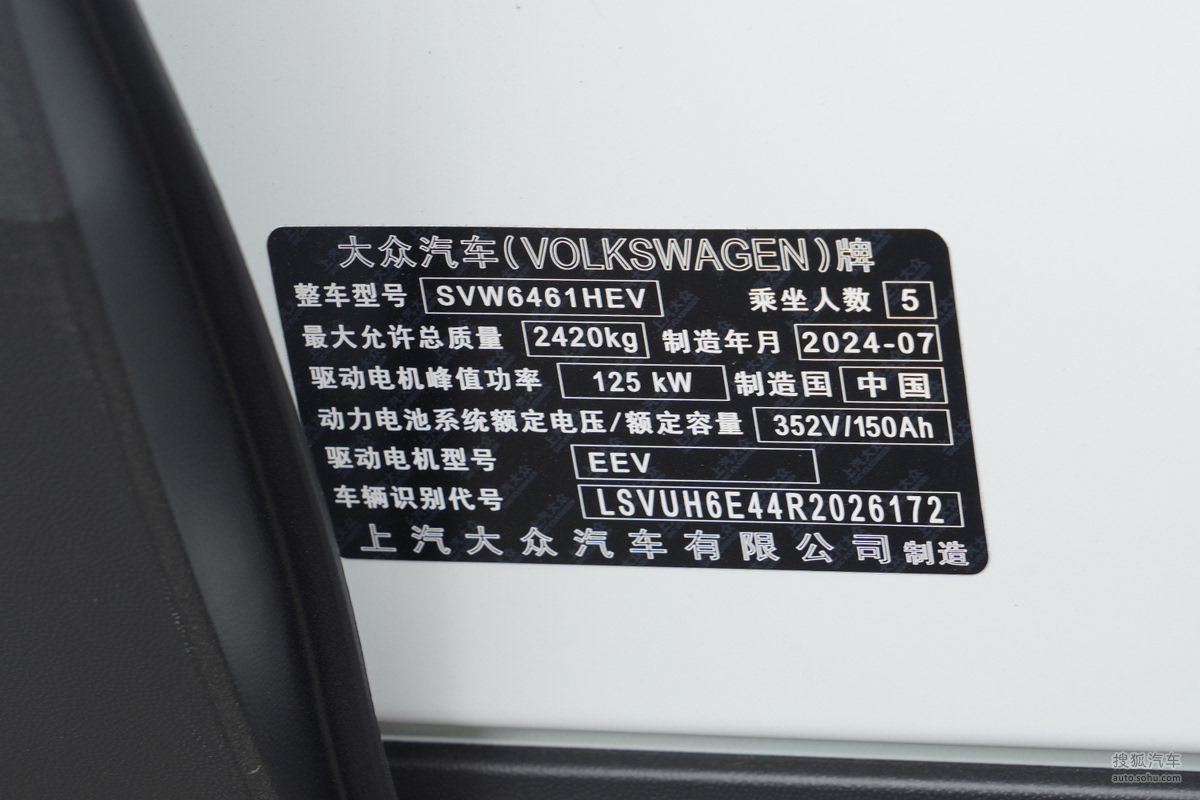 大众汽车(VOLKSWAGEN)牌
整车型号 SVW6461HEV 乘坐人数 5
最大允许总质量 2420kg 制造年月 2024-07
驱动电机峰值功率 125 kW 制造国 中国
动力电池系统额定电压/额定容量 352V/150Ah
驱动电机型号 EEV
车辆识别代号 LSVUH6E44R2026172
上汽大众汽车有限公司 制造
搜狐汽车
auto.sohu.com